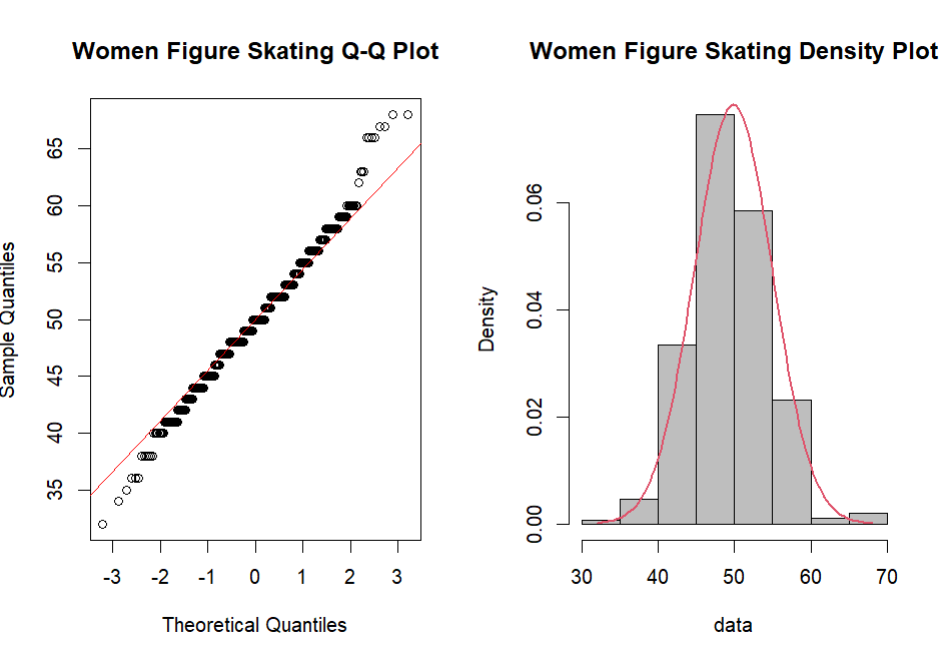 Women Figure Skating Q-Q Plot
Sample Quantiles
65
60
55
50
45
40
35
-3 -2 -1 0 1 2 3
Theoretical Quantiles
Women Figure Skating Density Plot
Density
0.06
0.04
0.02
0.00
30 40 50 60 70
data